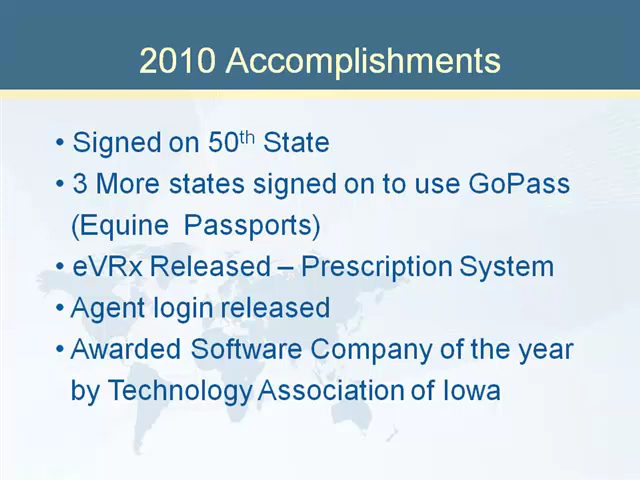 2010 Accomplishments
• Signed on 50th State
• 3 More states signed on to use GoPass
(Equine Passports)
• eVRx Released – Prescription System
• Agent login released
• Awarded Software Company of the year
by Technology Association of Iowa